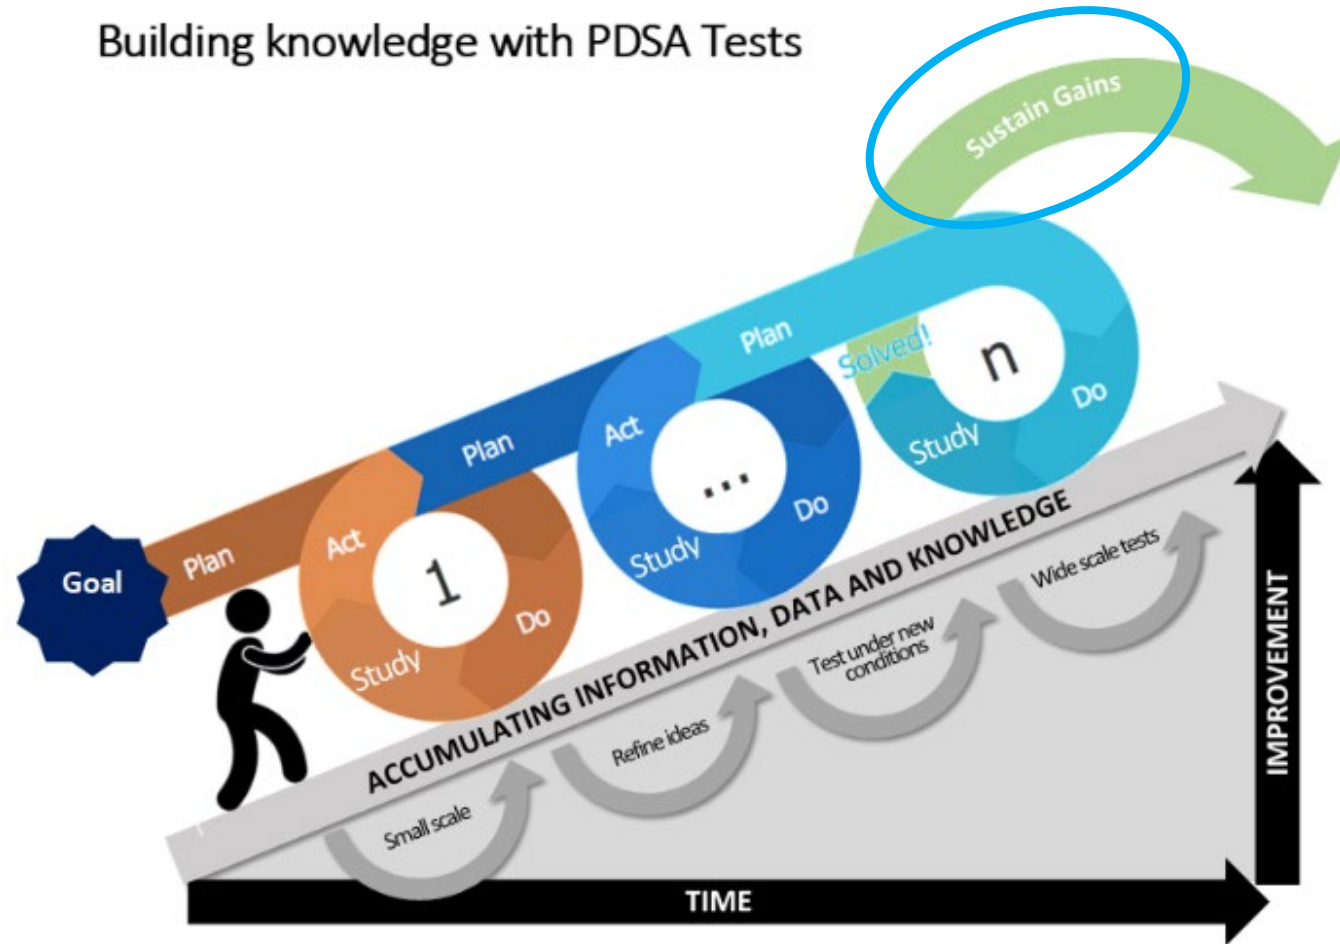 Building knowledge with PDSA Tests
Sustain Gains
Goal
Plan
Act
1
Do
Study
Plan
Act
...
Do
Study
Plan
Solved!
n
Do
Study
ACCUMULATING INFORMATION, DATA AND KNOWLEDGE
Small scale
Refine ideas
Test under new
conditions
Wide scale tests
IMPROVEMENT
TIME